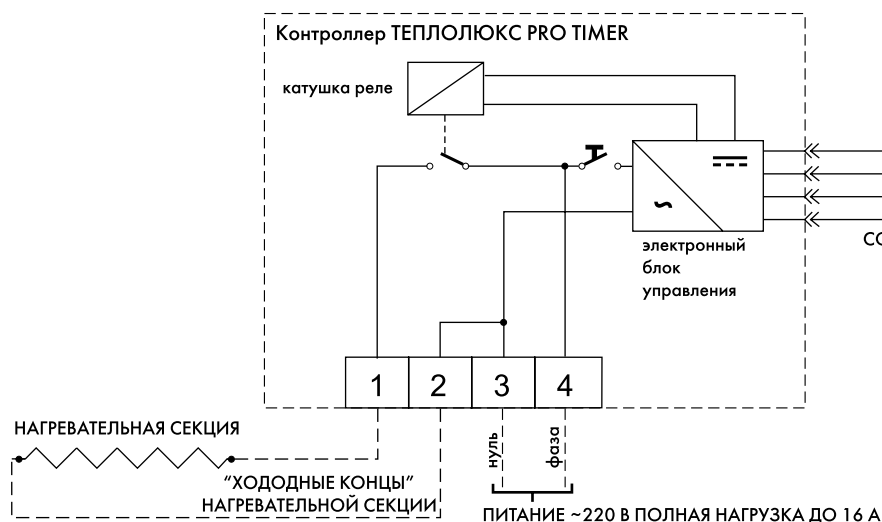 Контроллер ТЕПЛОЛЮКС PRO TIMER
катушка реле
электронный
блок
управления
СО
1 2 3 4
НАГРЕВАТЕЛЬНАЯ СЕКЦИЯ
нуль
фаза
“ХОДОДНЫЕ КОНЦЫ”
НАГРЕВАТЕЛЬНОЙ СЕКЦИИ
ПИТАНИЕ ~220 В ПОЛНАЯ НАГРУЗКА ДО 16 А